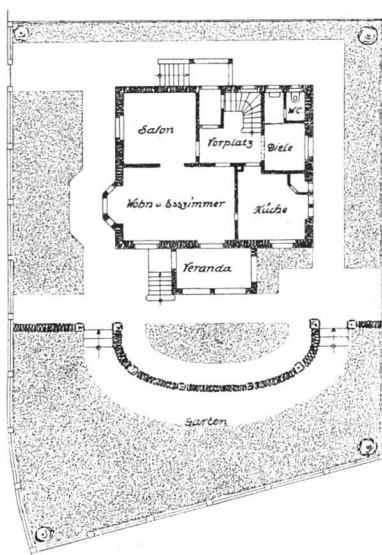 WC
Salon
Vorplatz
Diele
Wohn u. Esszimmer
Küche
Veranda
Garten